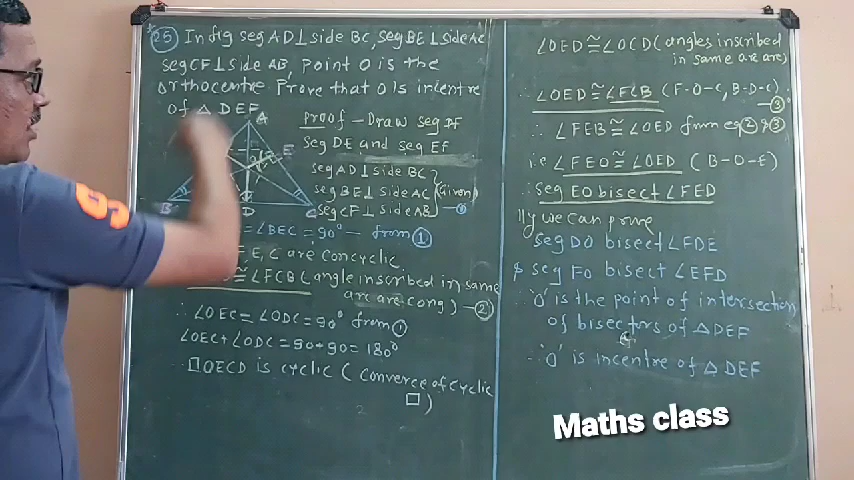 25 In fig seg AD ⊥ side BC, seg BE ⊥ side AC
seg CF ⊥ side AB point O is the
orthocentre Prove that O is incentre
of △ DEF
A
E
B
D
C
proof - Draw seg DF
seg DE and seg EF
seg AD ⊥ side BC
seg BE ⊥ side AC (Given)
seg CF ⊥ side AB - ①
= ∠BEC = 90° - from ①
E, C are concyclic.
≅ ∠FCB (angle inscribed in same
arc are cong) - ②
∴ ∠OEC = ∠ODC = 90° from ①
∠OEC + ∠ODC = 90 + 90 = 180°
∴ □OECD is cyclic (converce of cyclic
□)
∠OED ≅ ∠OCD (angles inscribed
in same arc are)
∴ ∠OED ≅ ∠FCB (F-O-C, B-D-C)
- ③
∴ ∠FEB ≅ ∠OED from eq ② & ③
i.e ∠FEO ≅ ∠OED (B-O-E)
∴ seg EO bisect ∠FED
lly we can prove
seg DO bisect ∠FDE
& seg FO bisect ∠EFD
∴ 'O' is the point of intersection
of bisectors of △ DEF
∴ 'O' is incentre of △ DEF
Maths class